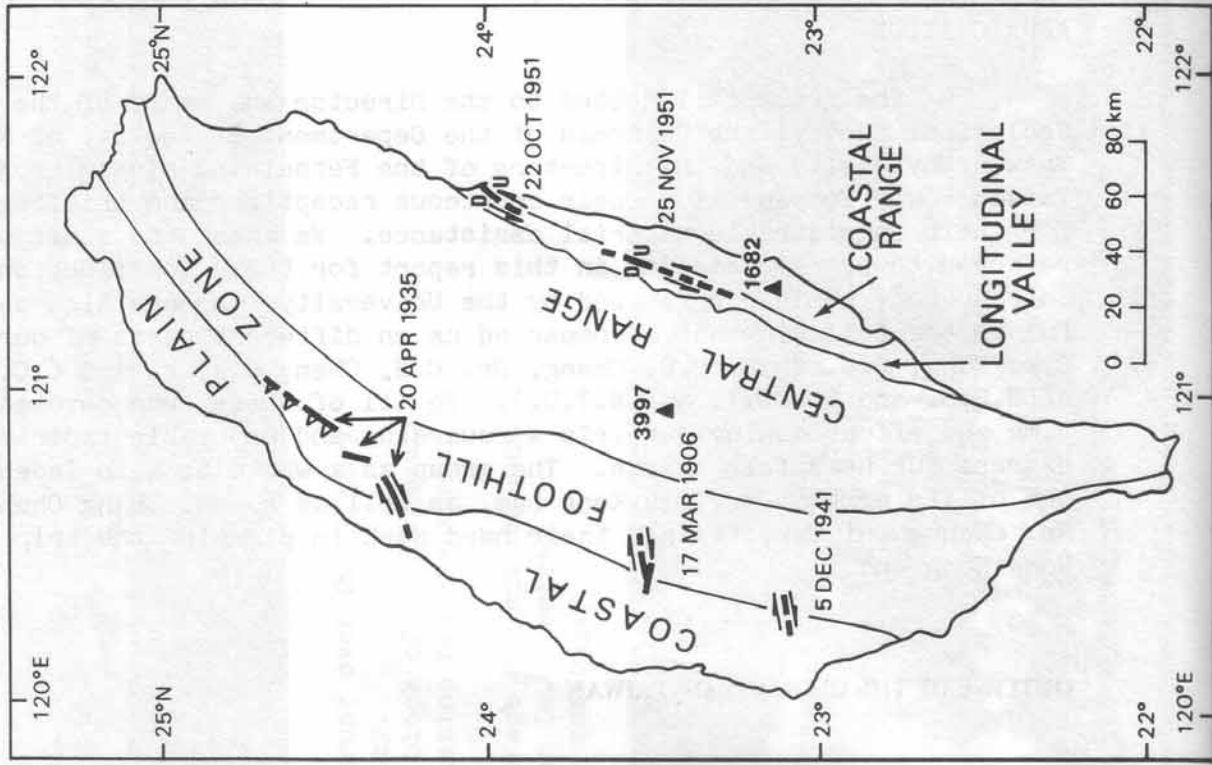 120°E
121°
122°
25°N
25°N
COASTAL PLAIN
FOOTHILL ZONE
CENTRAL RANGE
20 APR 1935
D
U
22 OCT 1951
24°
24°
D
U
25 NOV 1951
3997
1682
17 MAR 1906
5 DEC 1941
COASTAL
RANGE
LONGITUDINAL
VALLEY
23°
23°
0 20 40 60 80 km
22°
22°
120°E
121°
122°